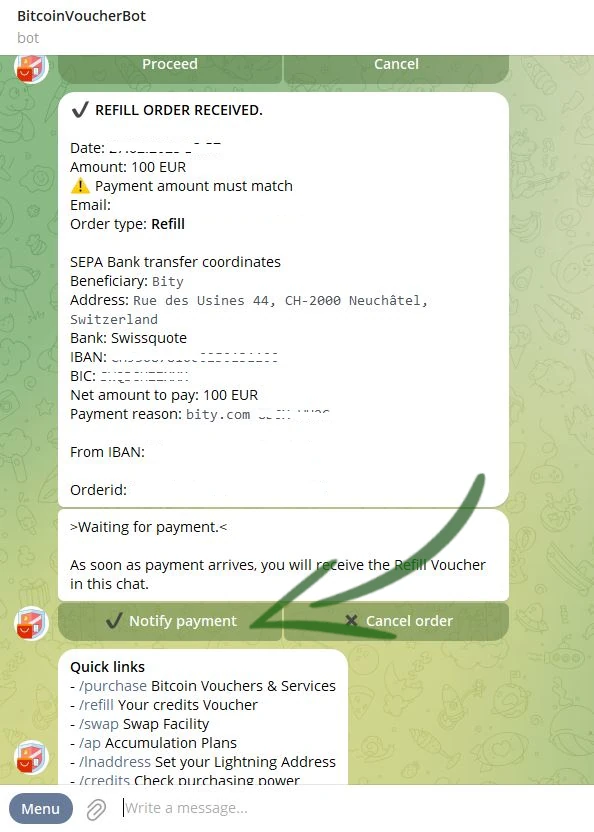 BitcoinVoucherBot
bot
Proceed
Cancel
✔ REFILL ORDER RECEIVED.
Date:
Amount: 100 EUR
⚠ Payment amount must match
Email:
Order type: Refill
SEPA Bank transfer coordinates
Beneficiary: Bity
Address: Rue des Usines 44, CH-2000 Neuchâtel,
Switzerland
Bank: Swissquote
IBAN:
BIC:
Net amount to pay: 100 EUR
Payment reason: bity.com
From IBAN:
Orderid:
>Waiting for payment.<
As soon as payment arrives, you will receive the Refill Voucher
in this chat.
✔ Notify payment
✖ Cancel order
Quick links
- /purchase Bitcoin Vouchers & Services
- /refill Your credits Voucher
- /swap Swap Facility
- /ap Accumulation Plans
- /lnaddress Set your Lightning Address
- /credits Check purchasing power
Menu
Write a message...